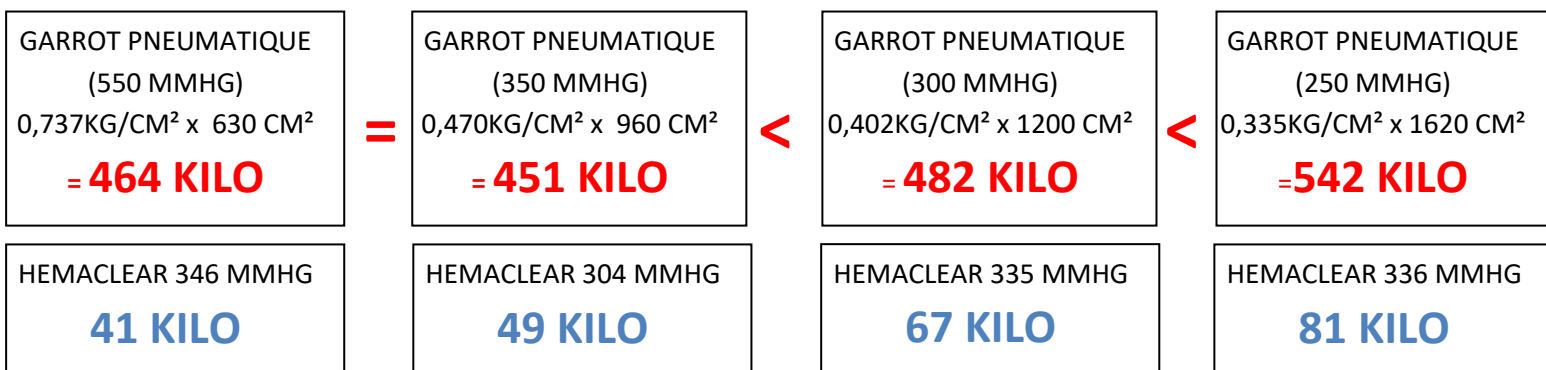 GARROT PNEUMATIQUE
(550 MMHG)
0,737KG/CM² x 630 CM²
= 464 KILO
=
GARROT PNEUMATIQUE
(350 MMHG)
0,470KG/CM² x 960 CM²
= 451 KILO
<
GARROT PNEUMATIQUE
(300 MMHG)
0,402KG/CM² x 1200 CM²
= 482 KILO
<
GARROT PNEUMATIQUE
(250 MMHG)
0,335KG/CM² x 1620 CM²
=542 KILO
HEMACLEAR 346 MMHG
41 KILO
HEMACLEAR 304 MMHG
49 KILO
HEMACLEAR 335 MMHG
67 KILO
HEMACLEAR 336 MMHG
81 KILO